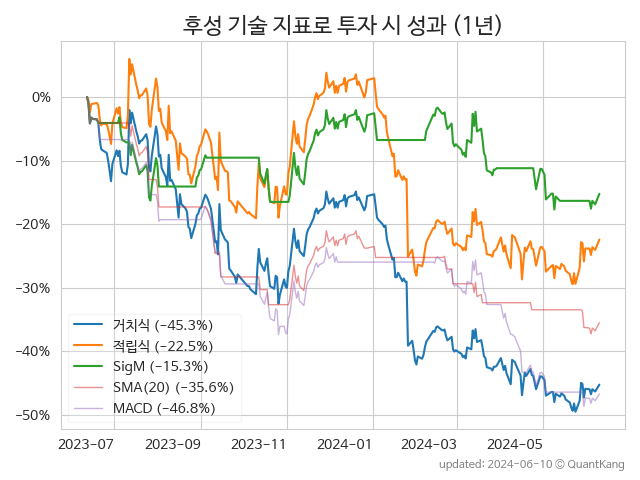 후성 기술 지표로 투자 시 성과 (1년)
0%
−10%
−20%
−30%
−40%
−50%
거치식 (−45.3%)
적립식 (−22.5%)
SigM (−15.3%)
SMA(20) (−35.6%)
MACD (−46.8%)
2023-07
2023-09
2023-11
2024-01
2024-03
2024-05
updated: 2024-06-10 © QuantKang